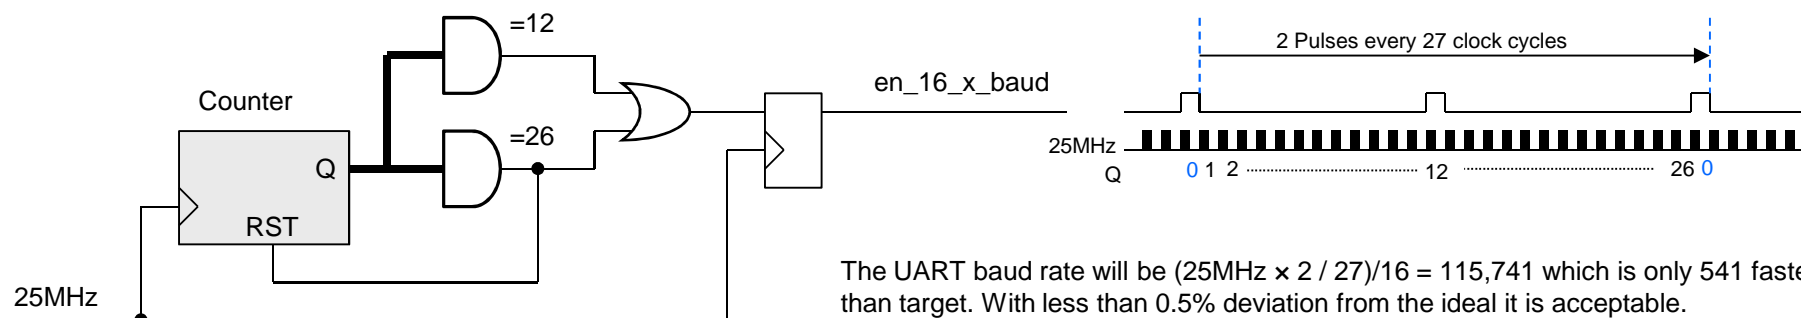 =12
2 Pulses every 27 clock cycles
en_16_x_baud
Counter
=26
25MHz
Q
Q 0 1 2 12 26 0
RST
The UART baud rate will be (25MHz × 2 / 27)/16 = 115,741 which is only 541
25MHz
than target. With less than 0.5% deviation from the ideal it is acceptable.